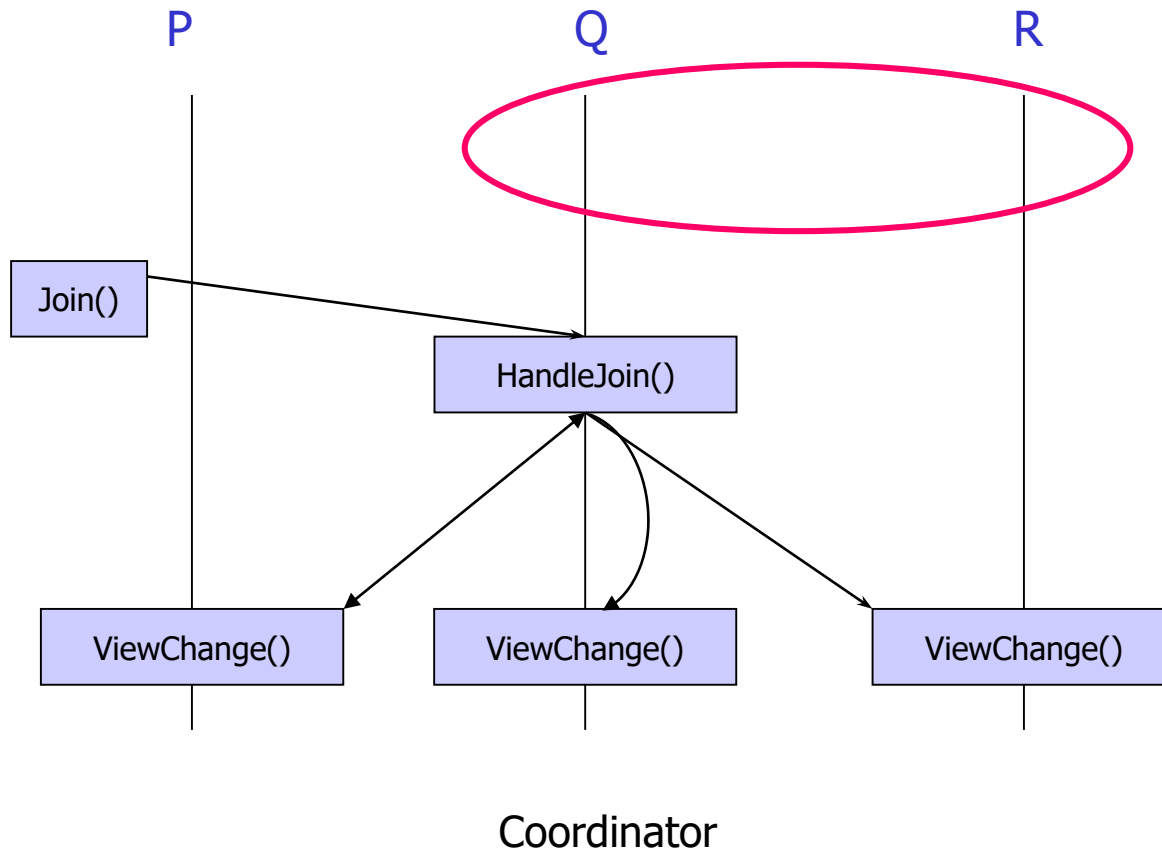 P Q R
Join()
HandleJoin()
ViewChange() ViewChange() ViewChange()
Coordinator